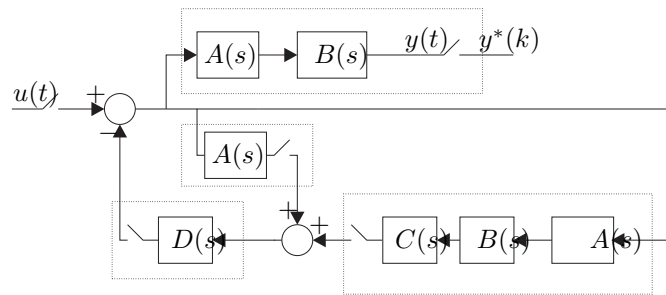 A(s) B(s) y(t) y*(k)
u(t) +
−
A(s)
+ +
D(s) C(s) B(s) A(s)